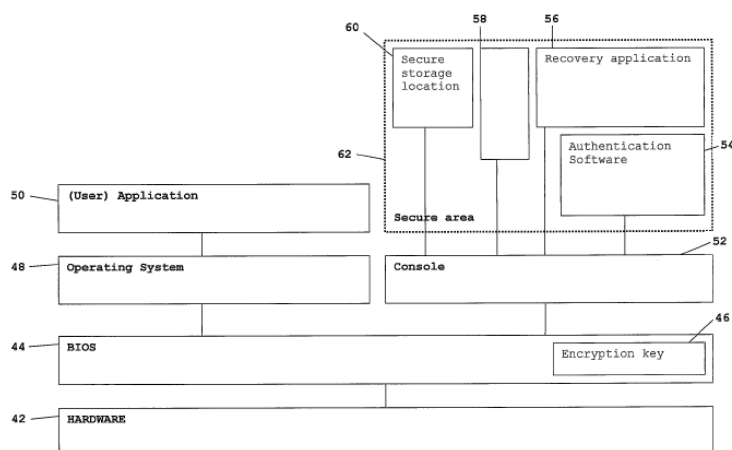 58
56
60
Secure
storage
location
Recovery application
54
Authentication
Software
62
50
(User) Application
Secure area
52
48
Operating System
Console
46
44
BIOS
Encryption key
42
HARDWARE